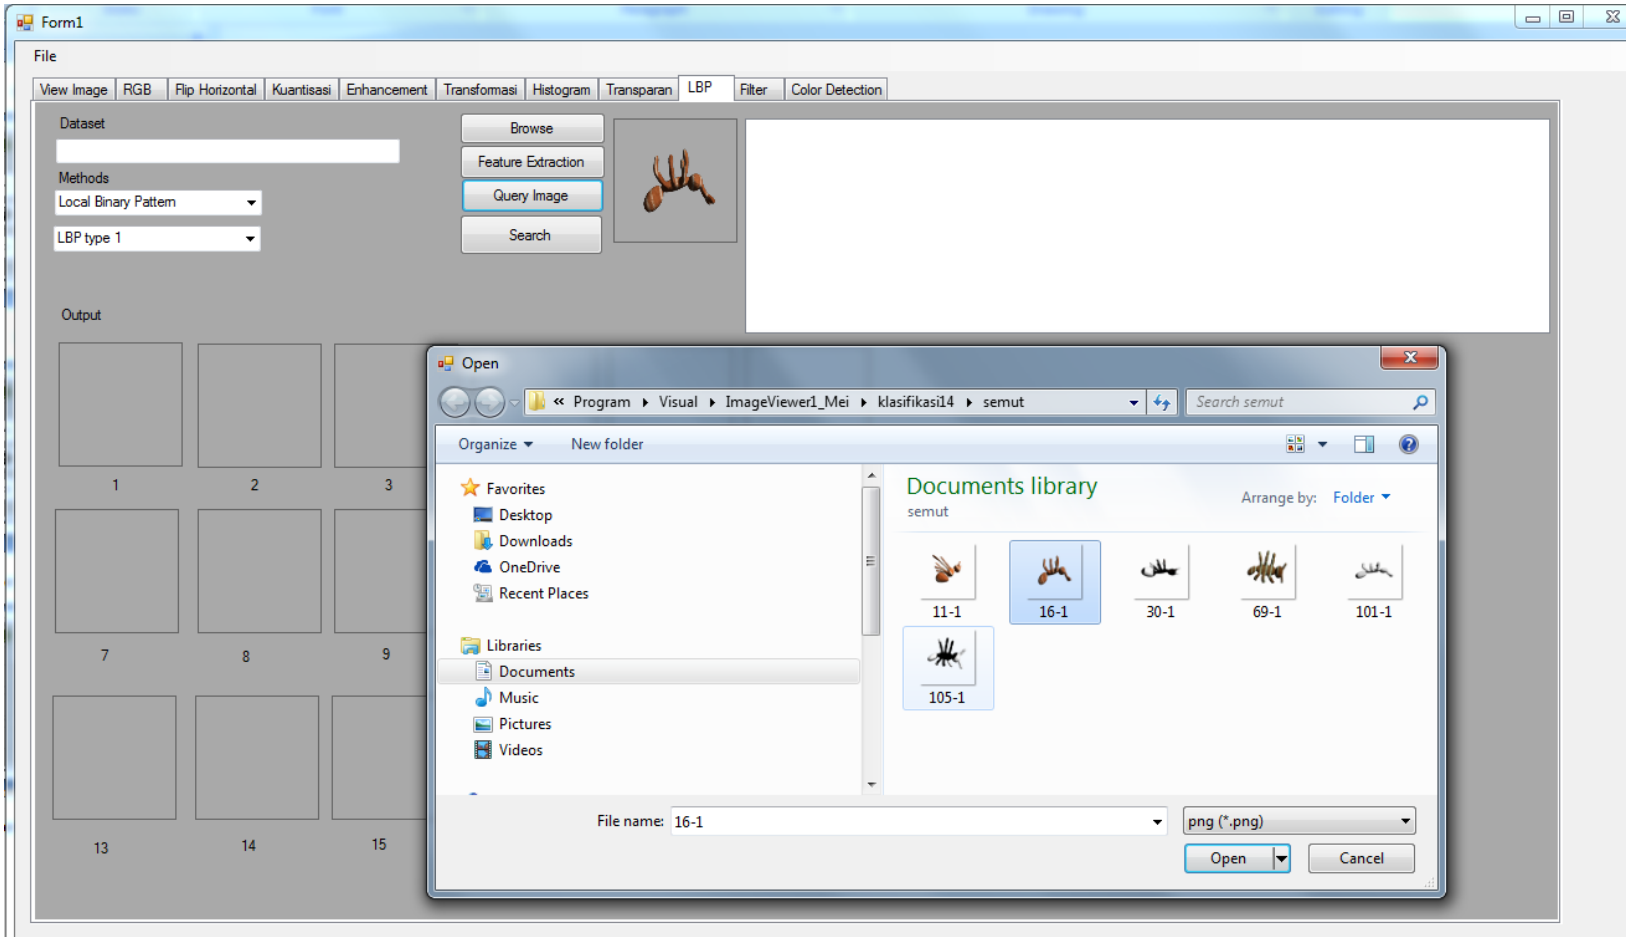 Form1
File
View Image RGB Flip Horizontal Kuantisasi Enhancement Transformasi Histogram Transparan LBP Filter Color Detection
Dataset
Browse
Feature Extraction
Methods
Local Binary Pattern
Query Image
LBP type 1
Search
Output
1 2 3
7 8 9
13 14 15
Open
« Program Visual ImageViewer1_Mei klasifikasi14 semut
Search semut
Organize New folder
Favorites
Desktop
Downloads
OneDrive
Recent Places
Libraries
Documents
Music
Pictures
Videos
Documents library
semut
Arrange by: Folder
11-1 16-1 30-1 69-1 101-1
105-1
File name: 16-1
png (*.png)
Open Cancel